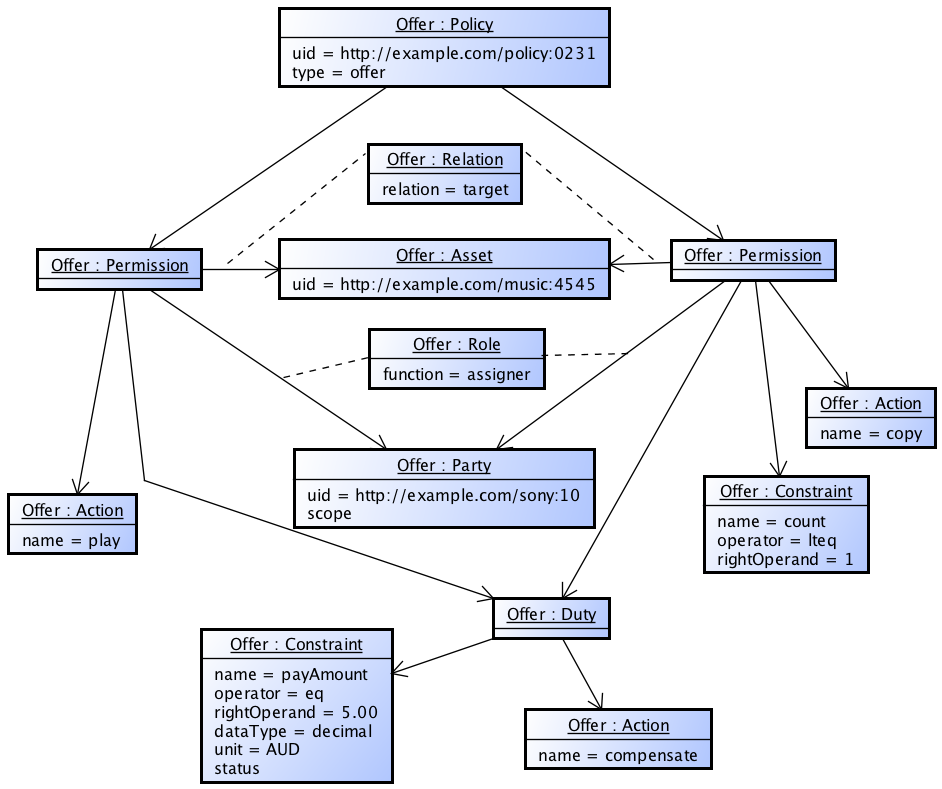 Offer : Policy
uid = http://example.com/policy:0231
type = offer
Offer : Relation
relation = target
Offer : Permission
Offer : Asset
uid = http://example.com/music:4545
Offer : Permission
Offer : Role
function = assigner
Offer : Action
name = copy
Offer : Party
uid = http://example.com/sony:10
scope
Offer : Constraint
name = count
operator = lteq
rightOperand = 1
Offer : Action
name = play
Offer : Duty
Offer : Constraint
name = payAmount
operator = eq
rightOperand = 5.00
dataType = decimal
unit = AUD
status
Offer : Action
name = compensate